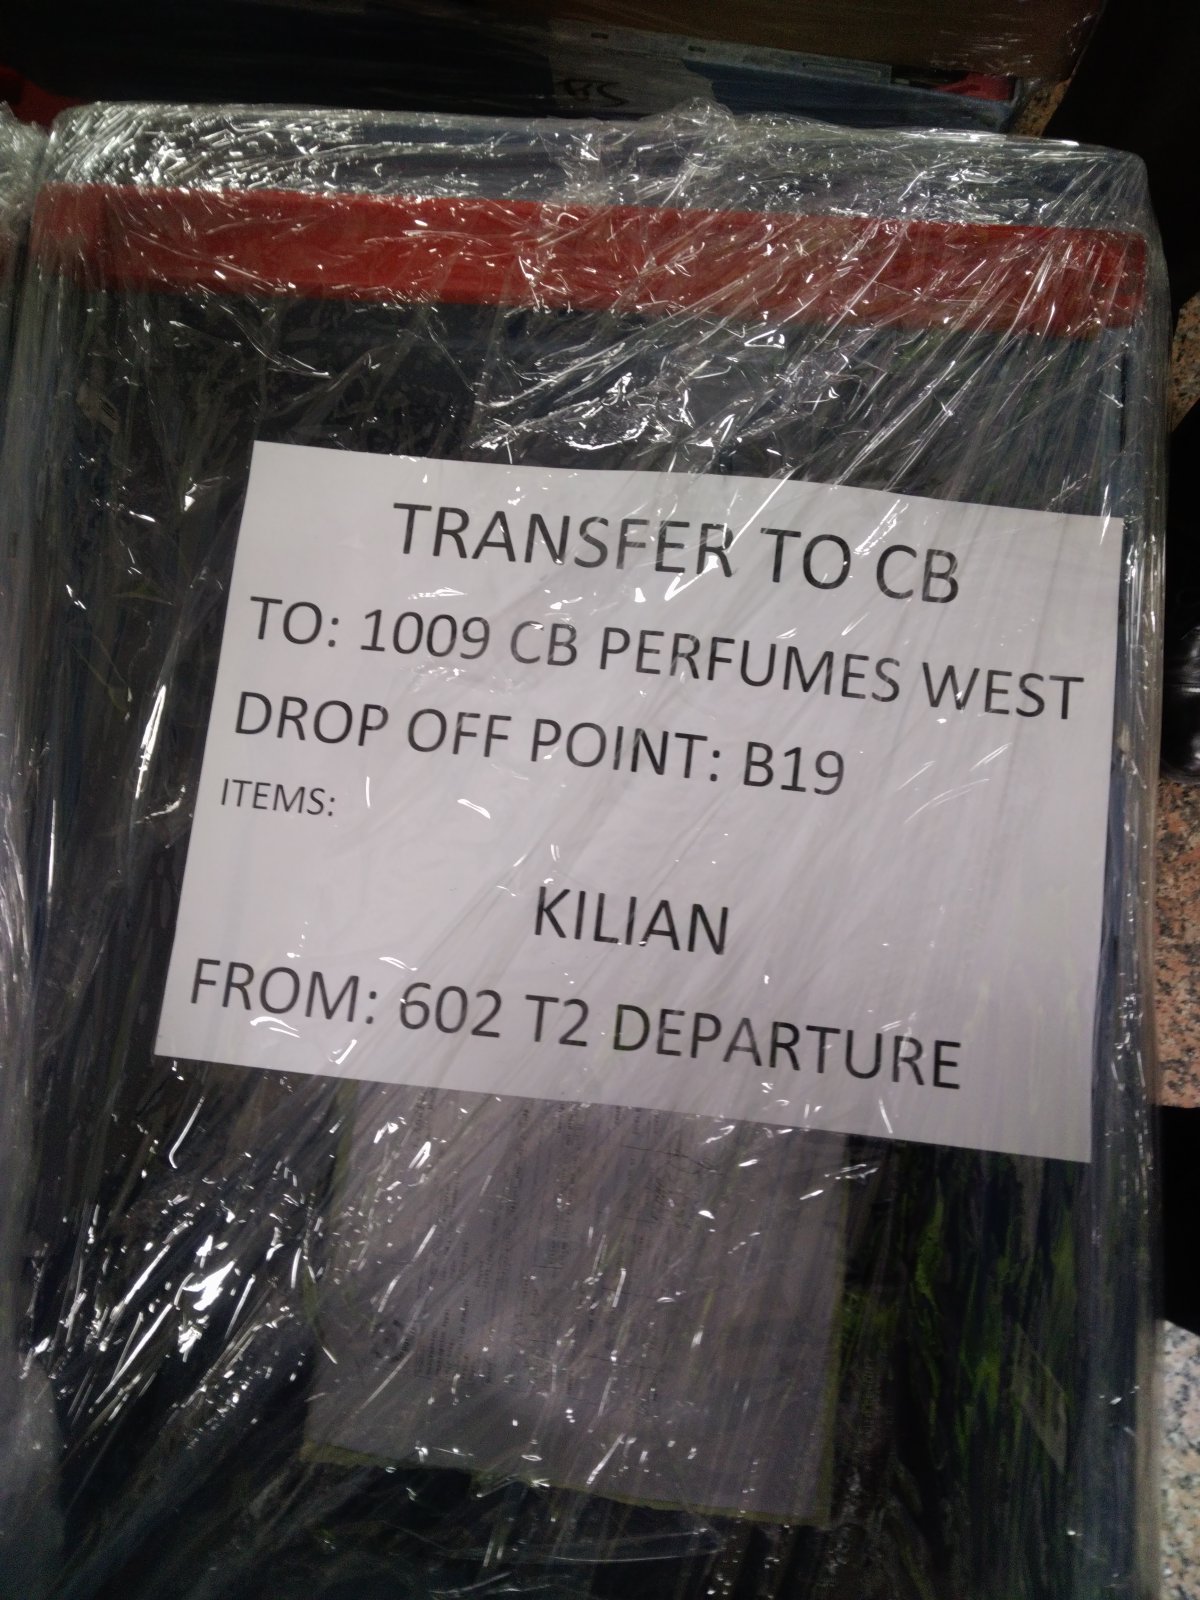 TRANSFER TO CB
TO: 1009 CB PERFUMES WEST
DROP OFF POINT: B19
ITEMS:
KILIAN
FROM: 602 T2 DEPARTURE